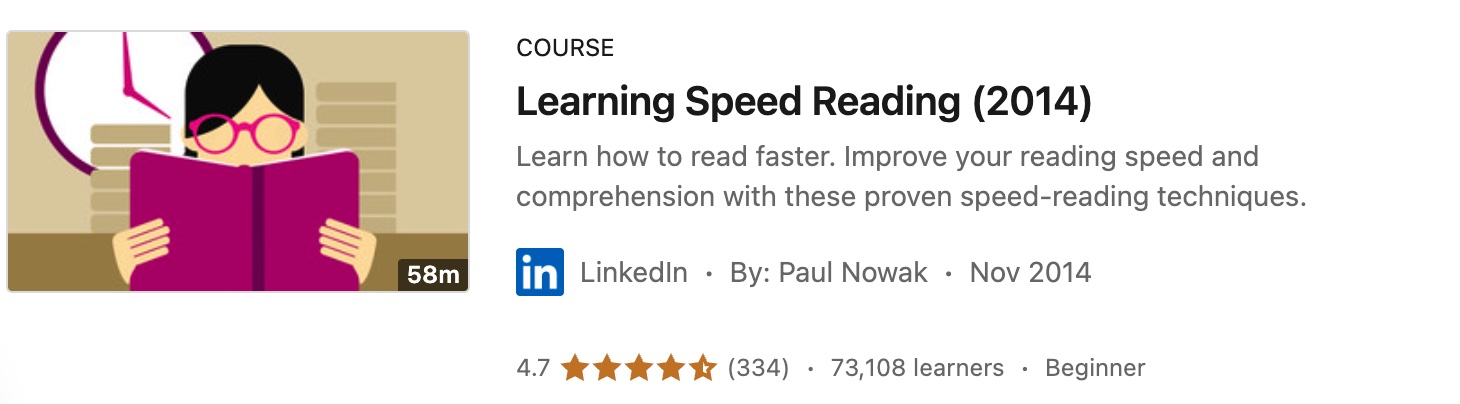 COURSE
Learning Speed Reading (2014)
Learn how to read faster. Improve your reading speed and
comprehension with these proven speed-reading techniques.
58m
in LinkedIn · By: Paul Nowak · Nov 2014
4.7 (334) · 73,108 learners · Beginner